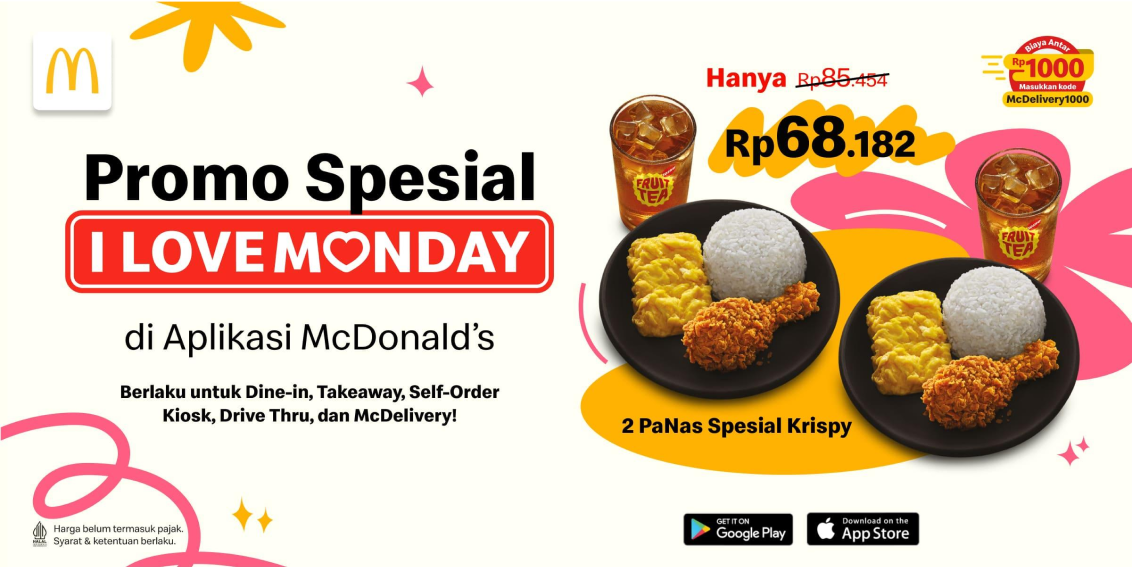 Promo Spesial
I LOVE MONDAY
di Aplikasi McDonald's
Berlaku untuk Dine-in, Takeaway, Self-Order
Kiosk, Drive Thru, dan McDelivery!
Hanya Rp85.454
Rp68.182
Biaya Antar
Rp1000
Masukkan kode
McDelivery1000
FRUIT
TEA
FRUIT
TEA
2 PaNas Spesial Krispy
HALAL
Harga belum termasuk pajak.
Syarat & ketentuan berlaku.
GET IT ON
Google Play
Download on the
App Store